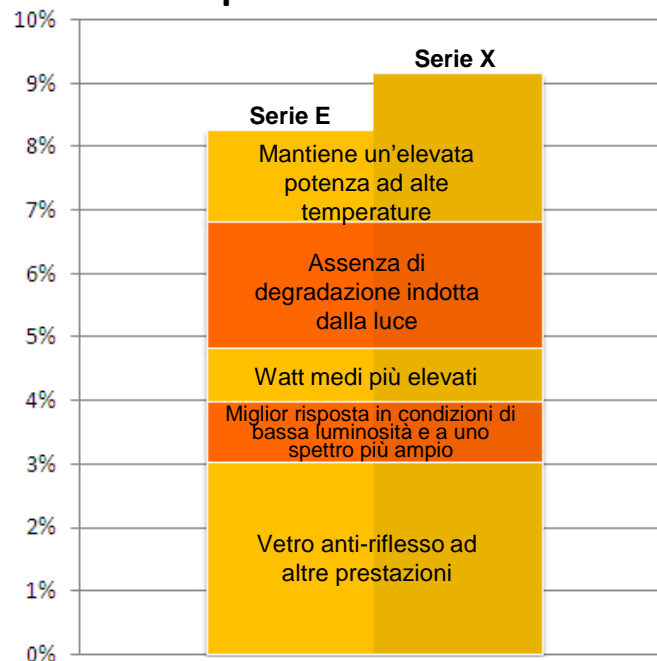 10%
9%
8%
7%
6%
5%
4%
3%
2%
1%
0%
Serie X
Serie E
Mantiene un'elevata
potenza ad alte
temperature
Assenza di
degradazione indotta
dalla luce
Watt medi più elevati
Miglior risposta in condizioni di
bassa luminosità e a uno
spettro più ampio
Vetro anti-riflesso ad
altre prestazioni